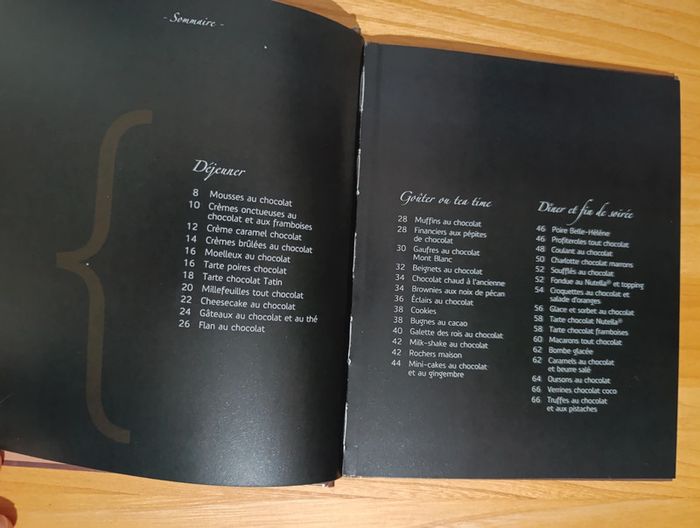 - Sommaire -
Déjeuner
8 Mousses au chocolat
10 Crèmes onctueuses au
chocolat et aux framboises
12 Crème caramel chocolat
14 Crèmes brûlées au chocolat
16 Moelleux au chocolat
16 Tarte poires chocolat
18 Tarte chocolat Tatin
20 Millefeuilles tout chocolat
22 Cheesecake au chocolat
24 Gâteaux au chocolat et au thé
26 Flan au chocolat
Goûter ou tea time
28 Muffins au chocolat
28 Financiers aux pépites
de chocolat
30 Gaufres au chocolat
Mont Blanc
32 Beignets au chocolat
34 Chocolat chaud à l'ancienne
34 Brownies aux noix de pécan
36 Éclairs au chocolat
38 Cookies
38 Bugnes au cacao
40 Galette des rois au chocolat
42 Milk-shake au chocolat
42 Rochers maison
44 Mini-cakes au chocolat
et au gingembre
Dîner et fin de soirée
46 Poire Belle-Hélène
46 Profiteroles tout chocolat
48 Coulant au chocolat
50 Charlotte chocolat marrons
52 Soufflés au chocolat
52 Fondue au Nutella® et topping
54 Croquettes au chocolat et
salade d'oranges
56 Glace et sorbet au chocolat
58 Tarte chocolat Nutella®
58 Tarte chocolat framboises
60 Macarons tout chocolat
62 Bombe glacée
62 Caramels au chocolat
et beurre salé
64 Oursons au chocolat
66 Verrines chocolat coco
66 Truffes au chocolat
et aux pistaches